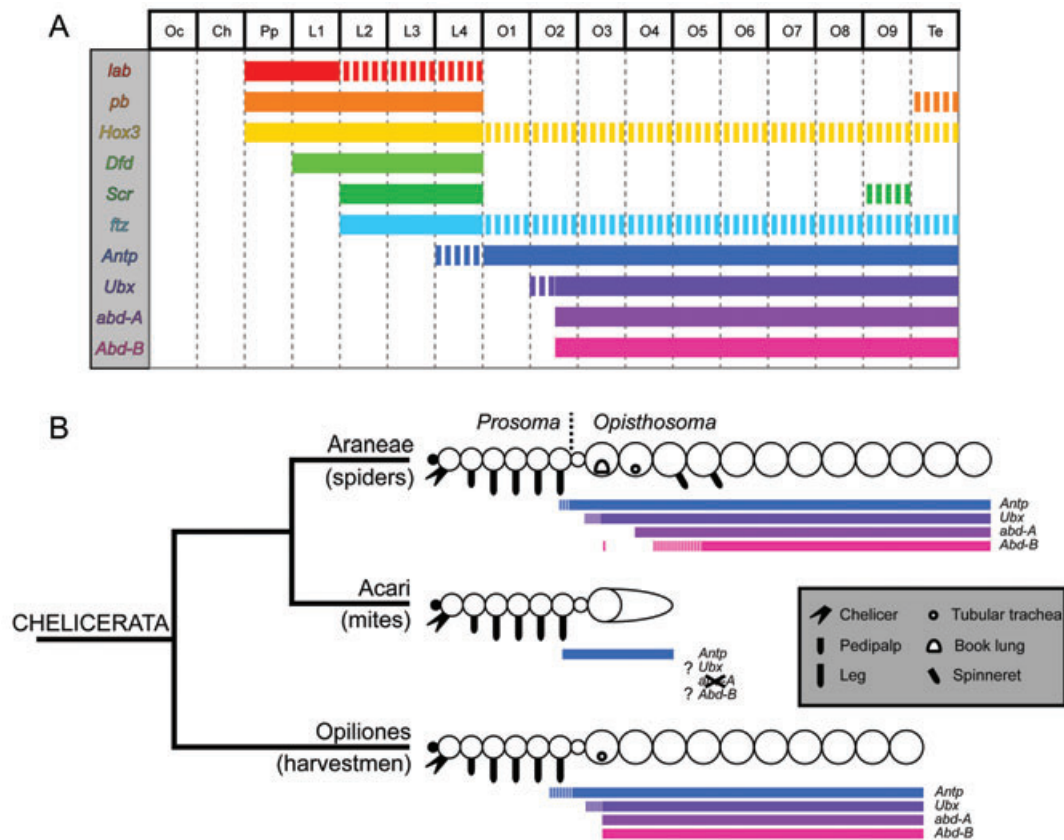 A
Oc Ch Pp L1 L2 L3 L4 O1 O2 O3 O4 O5 O6 O7 O8 O9 Te
lab
pb
Hox3
Dfd
Scr
ftz
Antp
Ubx
abd-A
Abd-B
B
Prosoma Opisthosoma
Araneae
(spiders)
Antp
Ubx
abd-A
Abd-B
Acari
(mites)
CHELICERATA
Antp
? Ubx
abd-A
? Abd-B
Chelicer Tubular trachea
Pedipalp Book lung
Leg Spinneret
Opiliones
(harvestmen)
Antp
Ubx
abd-A
Abd-B